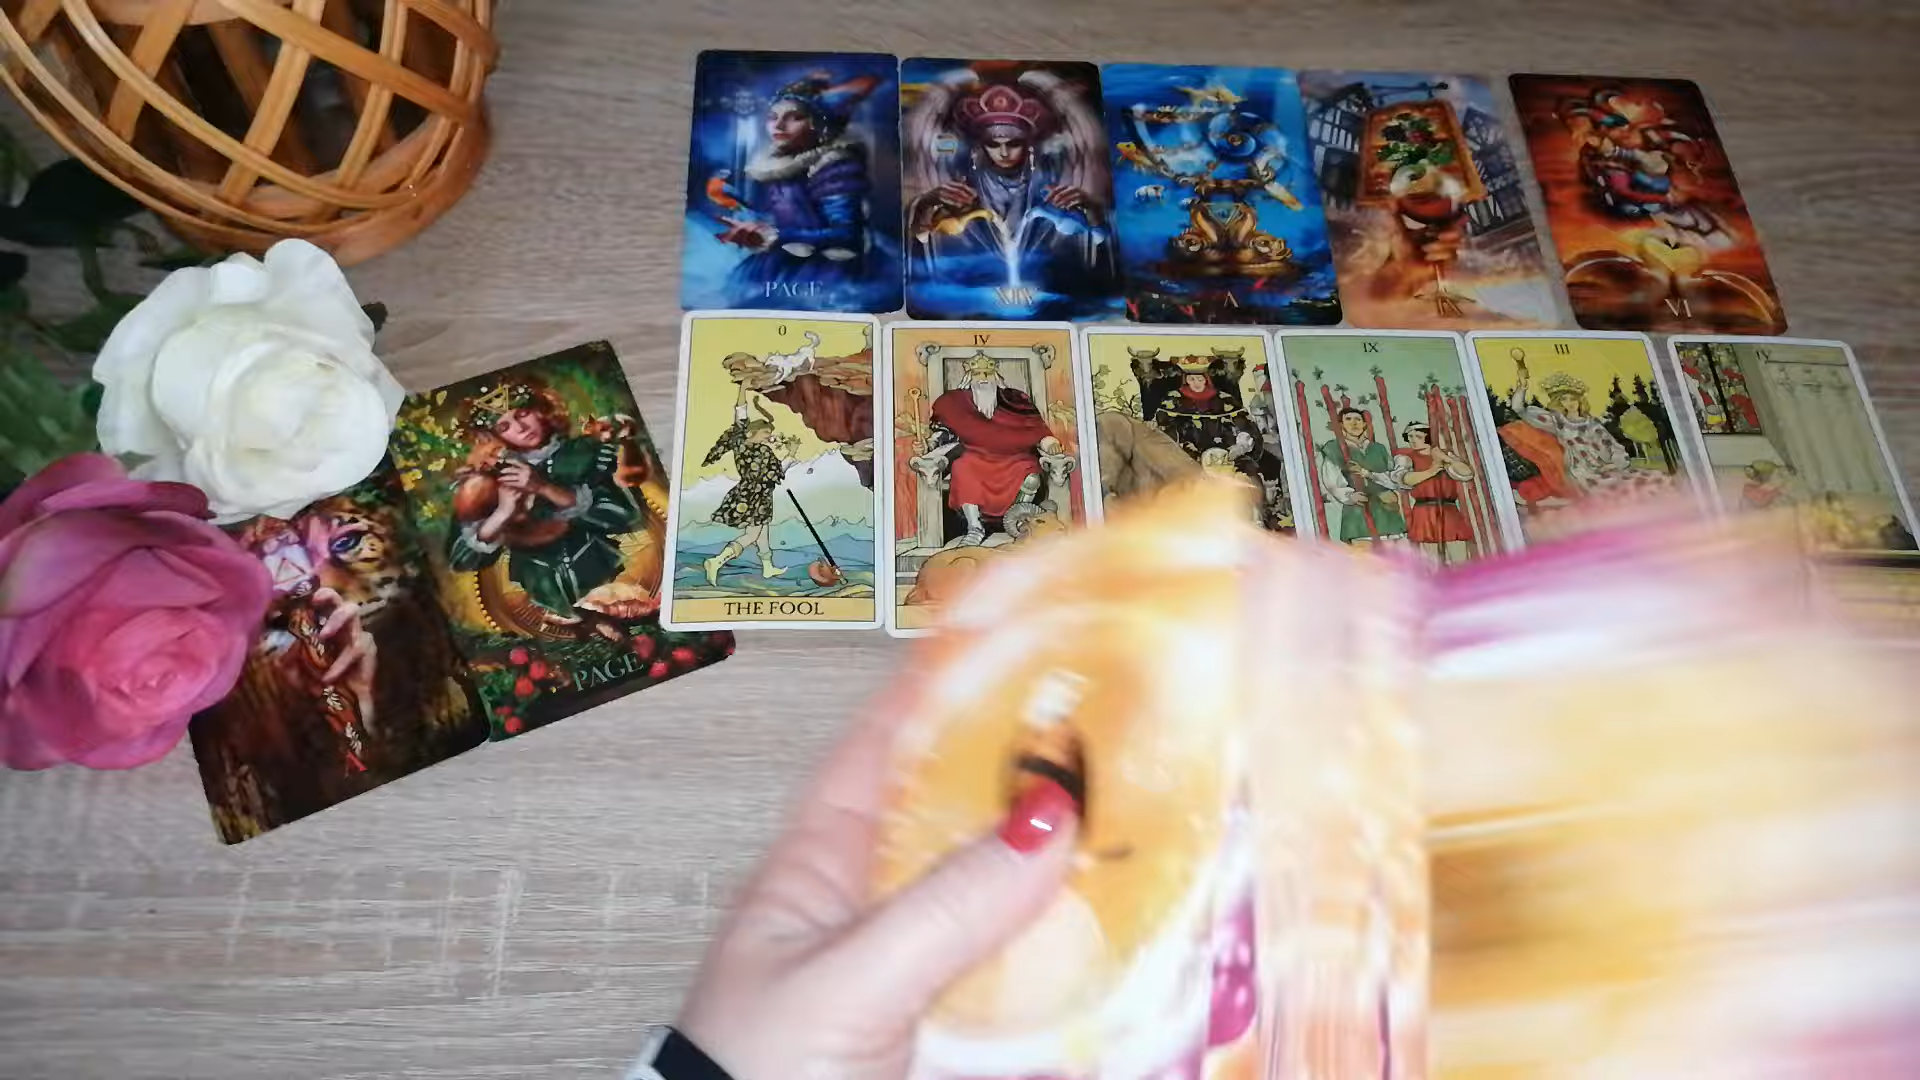 PAGE
XIV
A
IX
VI
0
IV
IX
III
IV
THE FOOL
PAGE
A